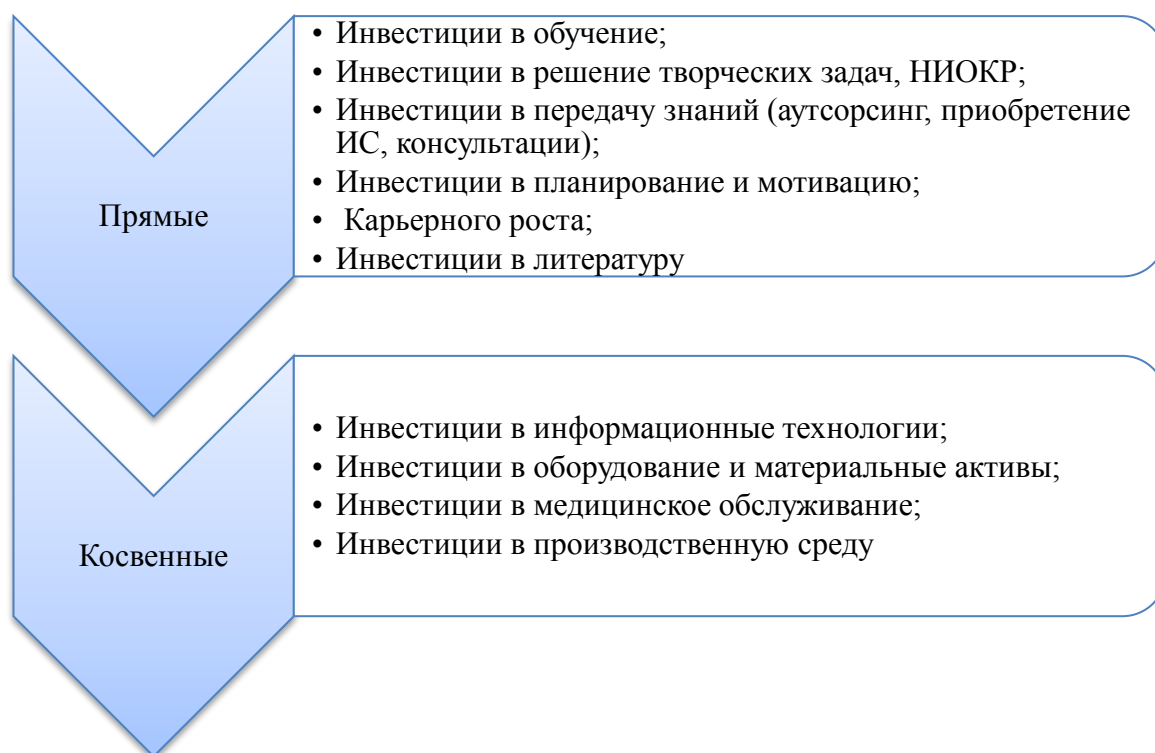 Прямые
• Инвестиции в обучение;
• Инвестиции в решение творческих задач, НИОКР;
• Инвестиции в передачу знаний (аутсорсинг, приобретение
ИС, консультации);
• Инвестиции в планирование и мотивацию;
• Карьерного роста;
• Инвестиции в литературу
Косвенные
• Инвестиции в информационные технологии;
• Инвестиции в оборудование и материальные активы;
• Инвестиции в медицинское обслуживание;
• Инвестиции в производственную среду